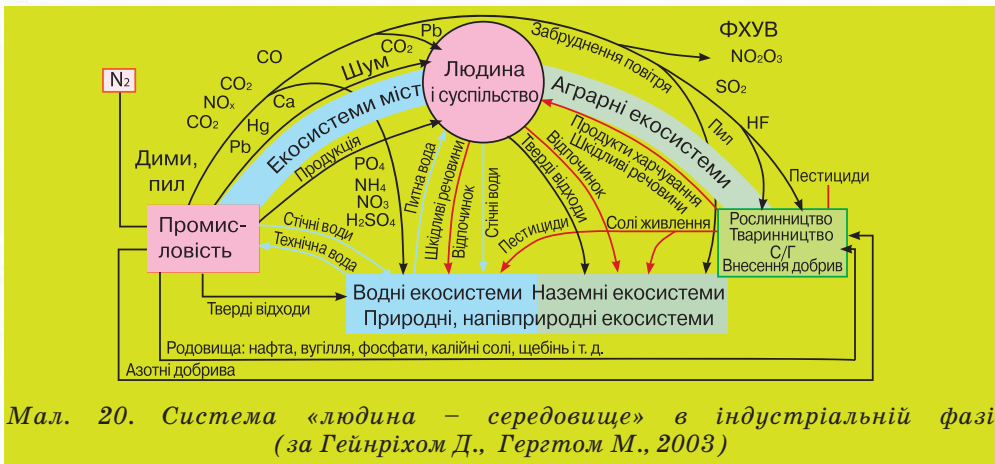 ФХУВ
NO₂O₃
SO₂
HF
Забруднення повітря
Пил
Pb
CO₂
CO
Шум
CO₂
NOₓ
CO₂
Ca
Hg
Pb
N₂
Людина
і суспільство
Екосистеми міст
Аграрні екосистеми
Продукція
Дими,
пил
PO₄
NH₄
NO₃
H₂SO₄
Питна вода
Шкідливі речовини
Відпочинок
Стічні води
Тверді відходи
Відпочинок
Продукти харчування
Шкідливі речовини
Пестициди
Промис-
ловість
Стічні води
Технічна вода
Пестициди
Солі живлення
Рослинництво
Тваринництво
С/Г
Внесення добрив
Тверді відходи
Водні екосистеми Наземні екосистеми
Природні, напівприродні екосистеми
Родовища: нафта, вугілля, фосфати, калійні солі, щебінь і т. д.
Азотні добрива
Мал. 20. Система «людина – середовище» в індустріальній фазі
(за Гейнріхом Д., Гергтом М., 2003)